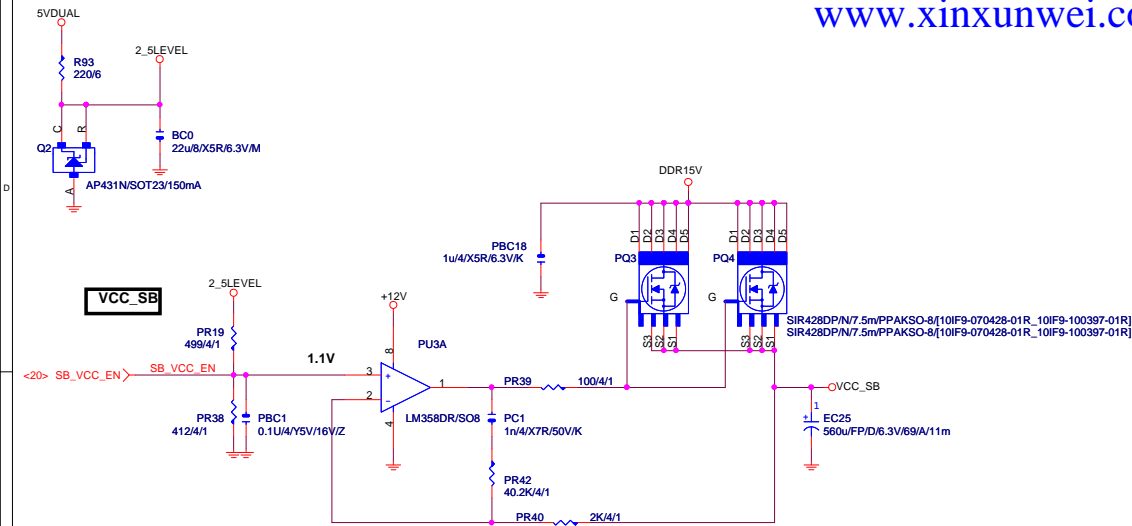 www.xinxunwei.co
5VDUAL
R93
220/6
2_5LEVEL
C
R
Q2
A
BC0
22u/8/X5R/6.3V/M
AP431N/SOT23/150mA
D
DDR15V
PBC18
1u/4/X5R/6.3V/K
D1
D2
D3
D4
D5
PQ3
G
S3
S2
S1
D1
D2
D3
D4
D5
PQ4
G
S3
S2
S1
SIR428DP/N/7.5m/PPAKSO-8/[10IF9-070428-01R_10IF9-100397-01R]
SIR428DP/N/7.5m/PPAKSO-8/[10IF9-070428-01R_10IF9-100397-01R]
VCC_SB
2_5LEVEL
PR19
499/4/1
<20> SB_VCC_EN
SB_VCC_EN
1.1V
PR38
412/4/1
PBC1
0.1U/4/Y5V/16V/Z
+12V
8
PU3A
3
+
2
-
1
4
LM358DR/SO8
PR39
100/4/1
PC1
1n/4/X7R/50V/K
PR42
40.2K/4/1
PR40
2K/4/1
VCC_SB
1
+
EC25
560u/FP/D/6.3V/69/A/11m